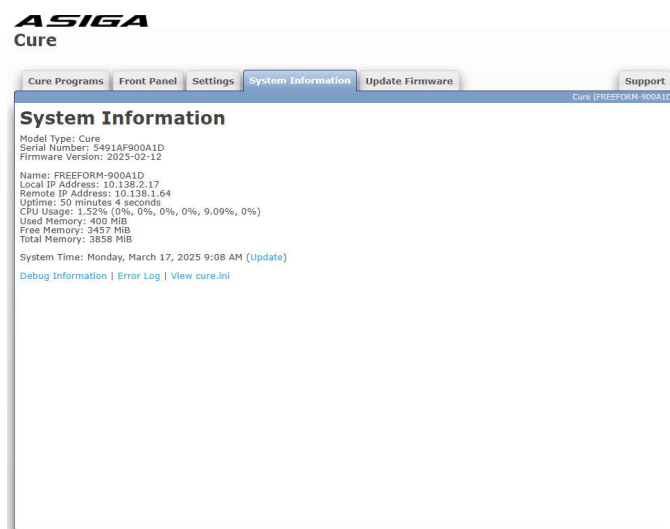 ASIGA
Cure
Cure Programs Front Panel Settings System Information Update Firmware Support
Cure (FREEFORM-900A1D
System Information
Model Type: Cure
Serial Number: 5491AF900A1D
Firmware Version: 2025-02-12
Name: FREEFORM-900A1D
Local IP Address: 10.138.2.17
Remote IP Address: 10.138.1.64
Uptime: 50 minutes 4 seconds
CPU Usage: 1.52% (0%, 0%, 0%, 0%, 9.09%, 0%)
Used Memory: 400 MiB
Free Memory: 3457 MiB
Total Memory: 3858 MiB
System Time: Monday, March 17, 2025 9:08 AM (Update)
Debug Information | Error Log | View cure.ini